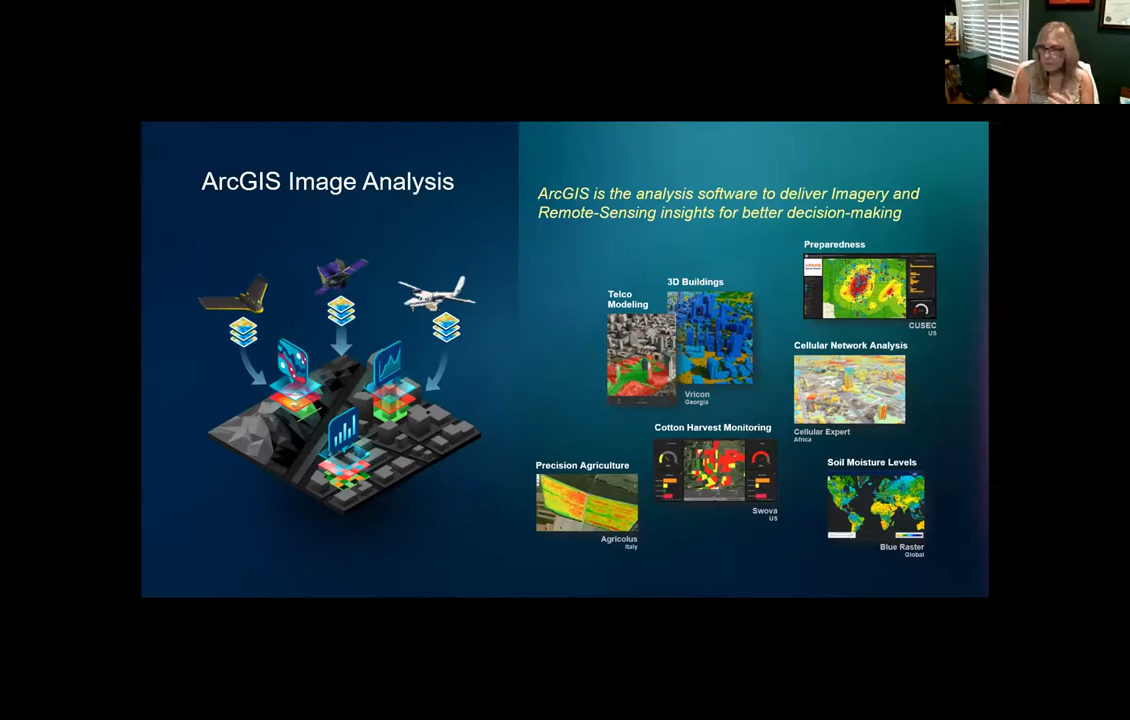 ArcGIS Image Analysis
ArcGIS is the analysis software to deliver Imagery and
Remote-Sensing insights for better decision-making
Preparedness
CUSEC
US
3D Buildings
Telco
Modeling
Vricon
Georgia
Cellular Network Analysis
Cellular Expert
Africa
Cotton Harvest Monitoring
Swova
US
Precision Agriculture
Agricolus
Italy
Soil Moisture Levels
Blue Raster
Global